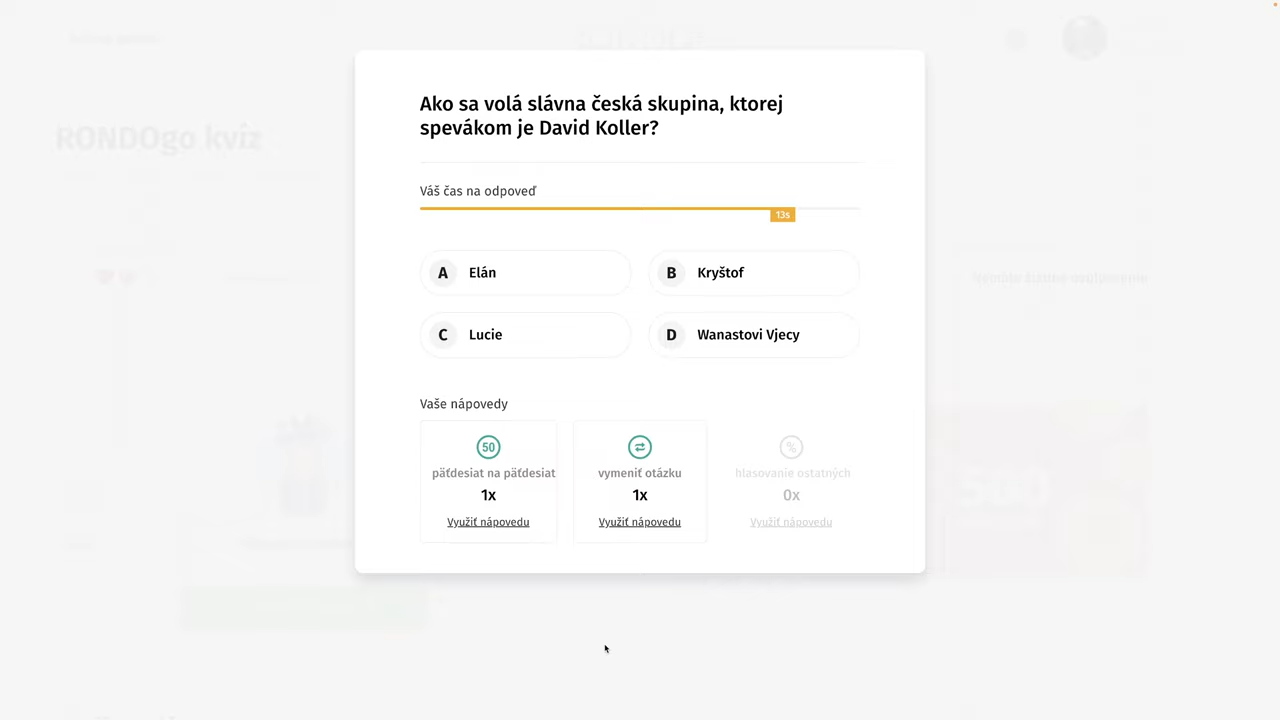 RONDOgo kvíz
Ako sa volá slávna česká skupina, ktorej
spevákom je David Koller?
Váš čas na odpoveď
13s
A Elán
B Kryštof
C Lucie
D Wanastovi Vjecy
Vaše nápovedy
50
päťdesiat na päťdesiat
1x
Využiť nápovedu
vymeniť otázku
1x
Využiť nápovedu
%
hlasovanie ostatných
0x
Využiť nápovedu